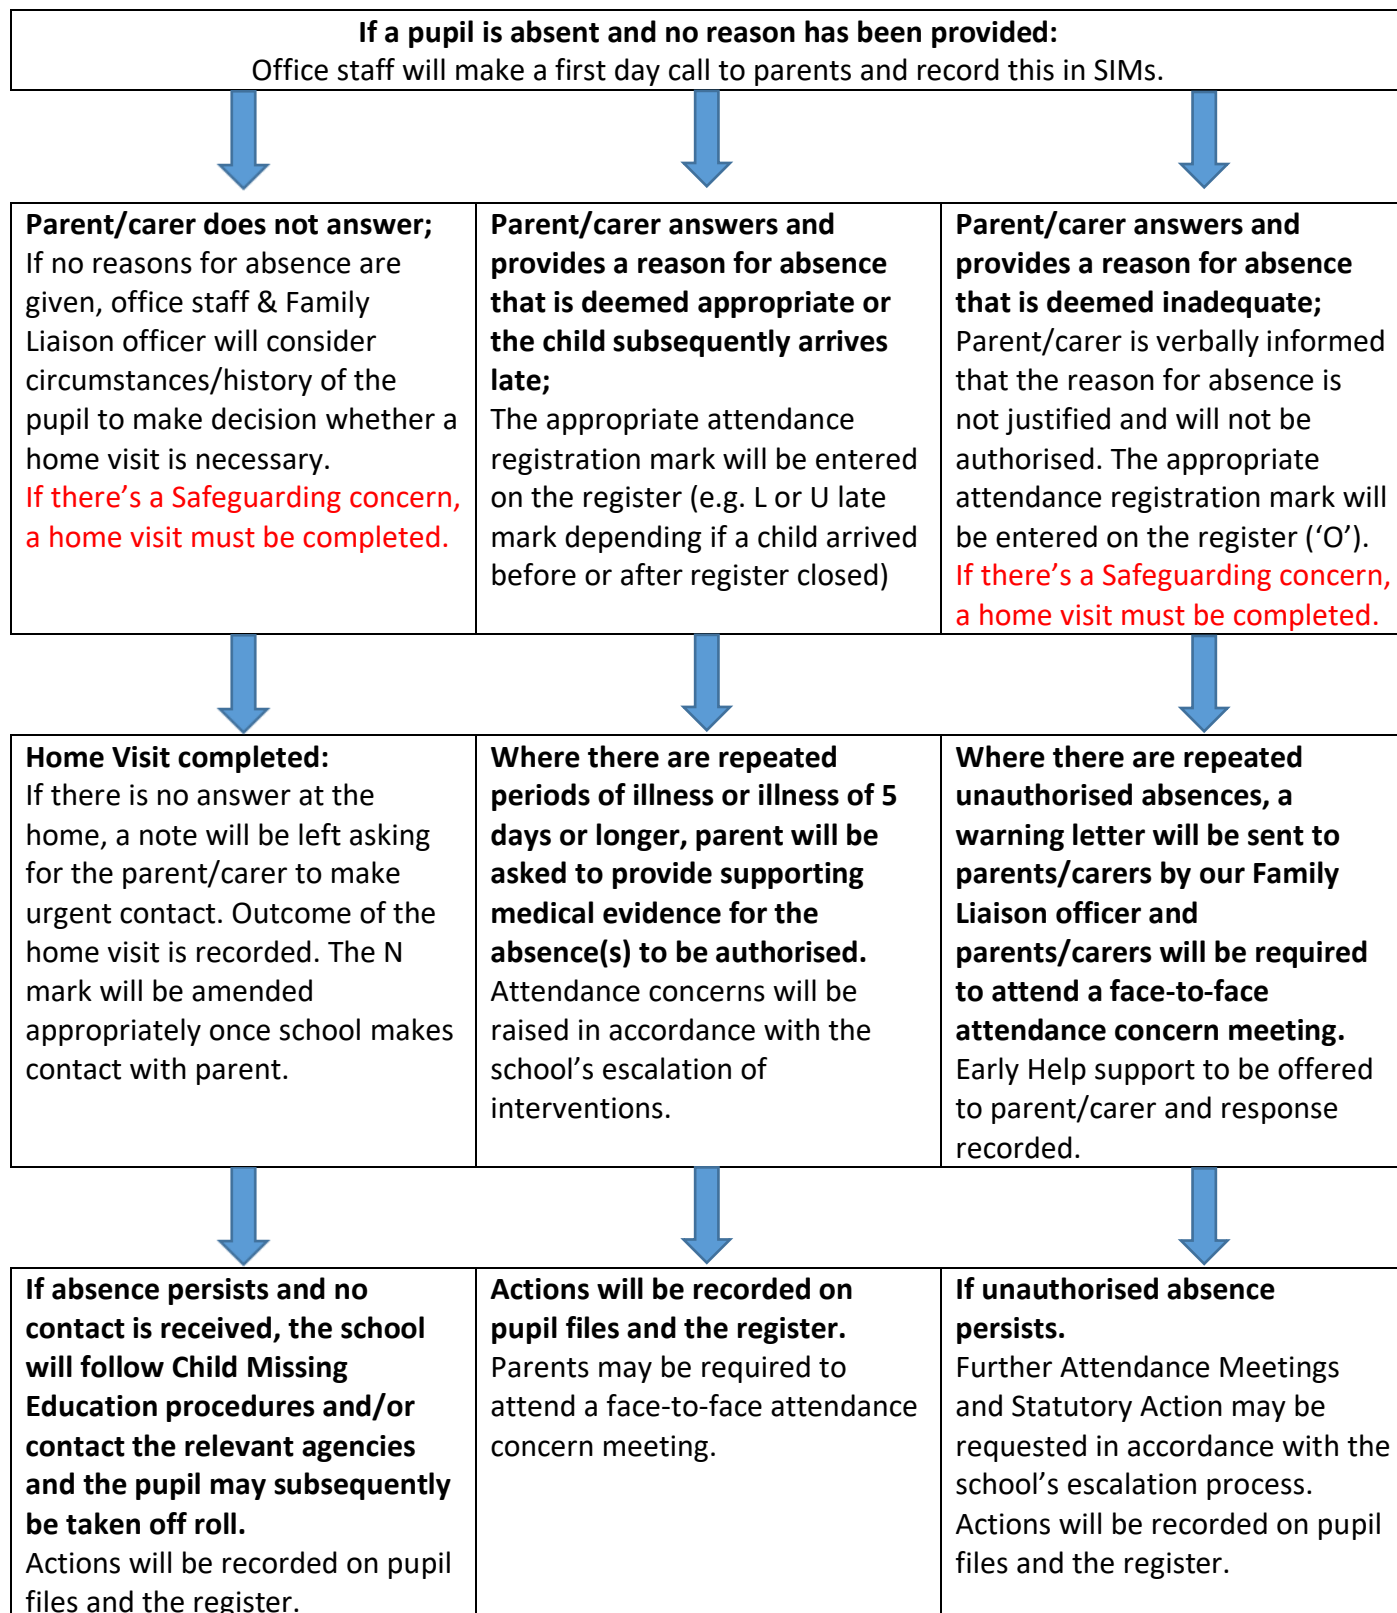 If a pupil is absent and no reason has been provided:
Office staff will make a first day call to parents and record this in SIMs.
Parent/carer does not answer;
If no reasons for absence are
given, office staff & Family
Liaison officer will consider
circumstances/history of the
pupil to make decision whether a
home visit is necessary.
If there’s a Safeguarding concern,
a home visit must be completed.
Parent/carer answers and
provides a reason for absence
that is deemed appropriate or
the child subsequently arrives
late;
The appropriate attendance
registration mark will be entered
on the register (e.g. L or U late
mark depending if a child arrived
before or after register closed)
Parent/carer answers and
provides a reason for absence
that is deemed inadequate;
Parent/carer is verbally informed
that the reason for absence is
not justified and will not be
authorised. The appropriate
attendance registration mark will
be entered on the register (‘O’).
If there’s a Safeguarding concern,
a home visit must be completed.
Home Visit completed:
If there is no answer at the
home, a note will be left asking
for the parent/carer to make
urgent contact. Outcome of the
home visit is recorded. The N
mark will be amended
appropriately once school makes
contact with parent.
Where there are repeated
periods of illness or illness of 5
days or longer, parent will be
asked to provide supporting
medical evidence for the
absence(s) to be authorised.
Attendance concerns will be
raised in accordance with the
school’s escalation of
interventions.
Where there are repeated
unauthorised absences, a
warning letter will be sent to
parents/carers by our Family
Liaison officer and
parents/carers will be required
to attend a face-to-face
attendance concern meeting.
Early Help support to be offered
to parent/carer and response
recorded.
If absence persists and no
contact is received, the school
will follow Child Missing
Education procedures and/or
contact the relevant agencies
and the pupil may subsequently
be taken off roll.
Actions will be recorded on pupil
files and the register.
Actions will be recorded on
pupil files and the register.
Parents may be required to
attend a face-to-face attendance
concern meeting.
If unauthorised absence
persists.
Further Attendance Meetings
and Statutory Action may be
requested in accordance with the
school’s escalation process.
Actions will be recorded on pupil
files and the register.